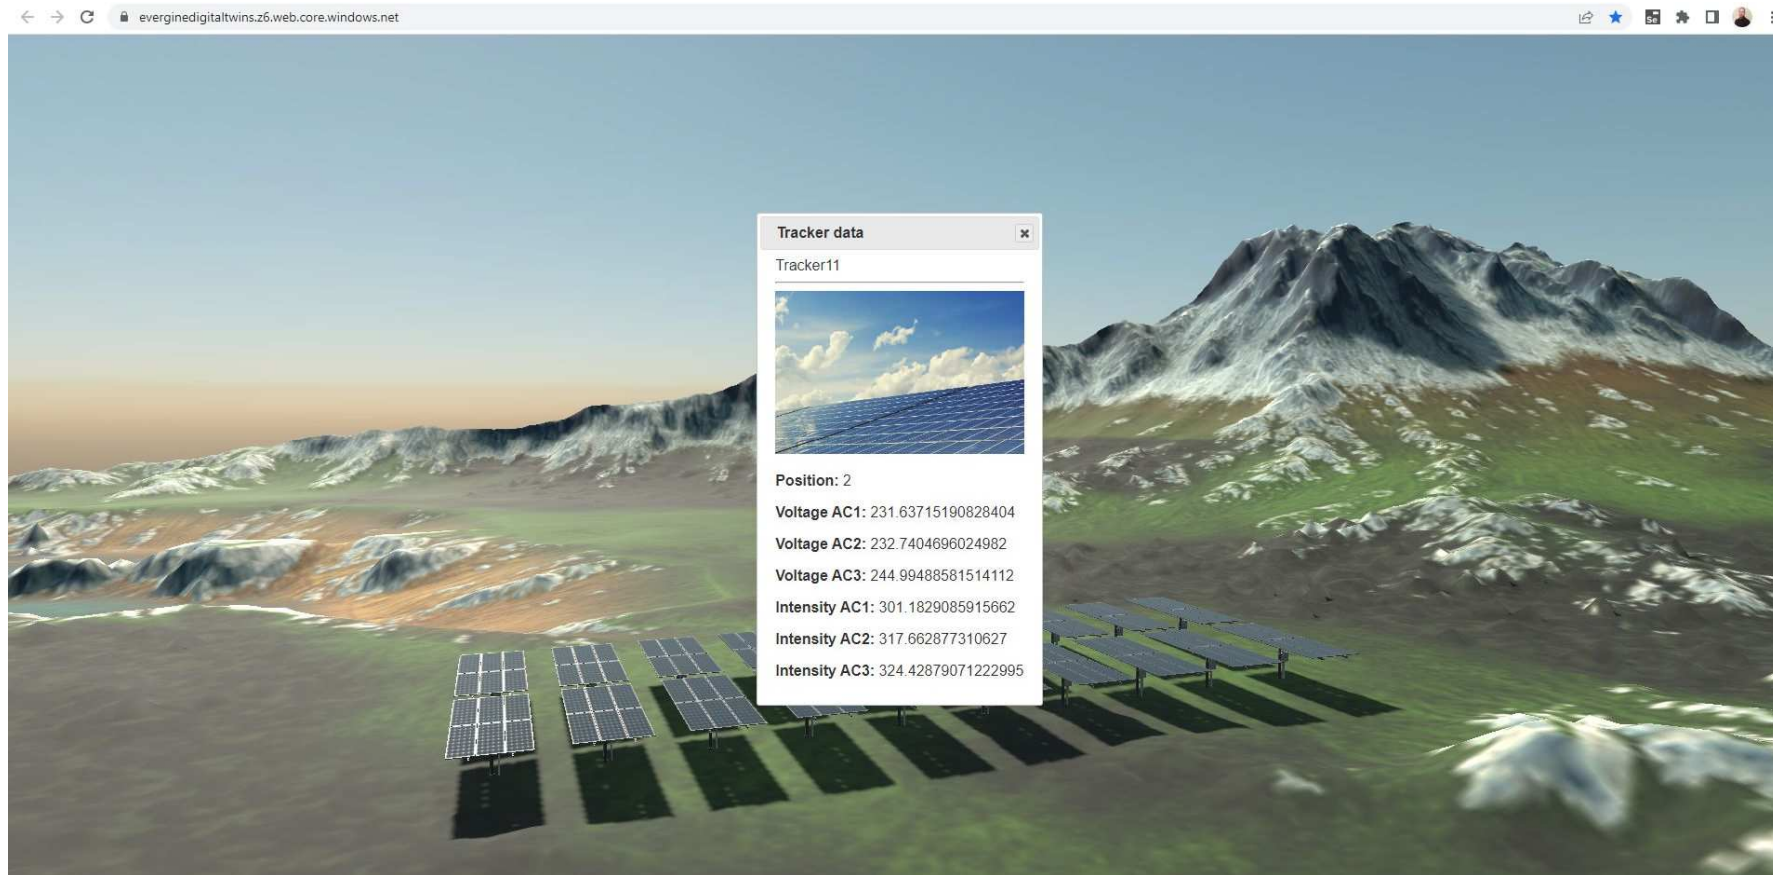 everginedigitaltwins.z6.web.core.windows.net
Se
Tracker data
Tracker11
Position: 2
Voltage AC1: 231.63715190828404
Voltage AC2: 232.7404696024982
Voltage AC3: 244.99488581514112
Intensity AC1: 301.1829085915662
Intensity AC2: 317.662877310627
Intensity AC3: 324.42879071222995